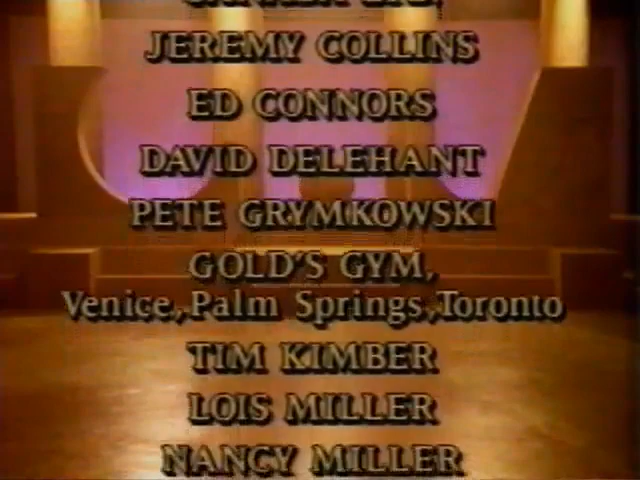 JEREMY COLLINS
ED CONNORS
DAVID DELEHANT
PETE GRYMKOWSKI
GOLD'S GYM,
Venice, Palm Springs, Toronto
TIM KIMBER
LOIS MILLER
NANCY MILLER